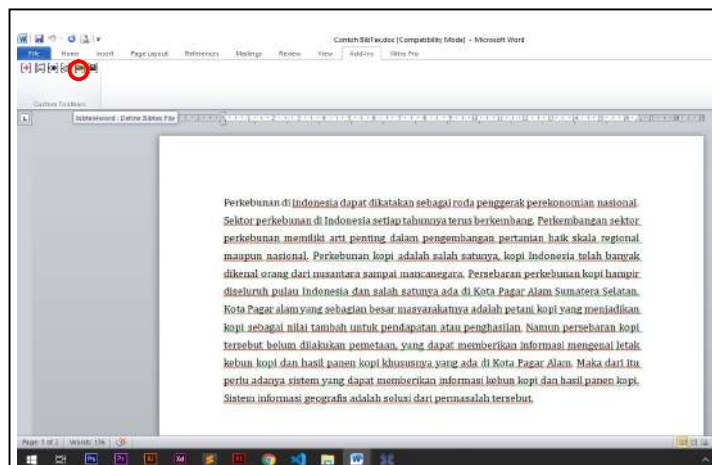 Contoh BibTex.doc [Compatibility Mode] - Microsoft Word
File Home Insert Page Layout References Mailings Review View Add-Ins Nitro Pro
Custom Toolbars
bibtex4word : Define Bibtex File
Perkebunan di Indonesia dapat dikatakan sebagai roda penggerak perekonomian nasional.
Sektor perkebunan di Indonesia setiap tahunnya terus berkembang. Perkembangan sektor
perkebunan memiliki arti penting dalam pengembangan pertanian baik skala regional
maupun nasional. Perkebunan kopi adalah salah satunya, kopi Indonesia telah banyak
dikenal orang dari nusantara sampai mancanegara. Persebaran perkebunan kopi hampir
diseluruh pulau Indonesia dan salah satunya ada di Kota Pagar Alam Sumatera Selatan.
Kota Pagar alam yang sebagian besar masyarakatnya adalah petani kopi yang menjadikan
kopi sebagai nilai tambah untuk pendapatan atau penghasilan. Namun persebaran kopi
tersebut belum dilakukan pemetaan, yang dapat memberikan informasi mengenai letak
kebun kopi dan hasil panen kopi khususnya yang ada di Kota Pagar Alam. Maka dari itu
perlu adanya sistem yang dapat memberikan informasi kebun kopi dan hasil panen kopi.
Sistem informasi geografis adalah solusi dari permasalah tersebut.
Page: 1 of 2 Words: 136